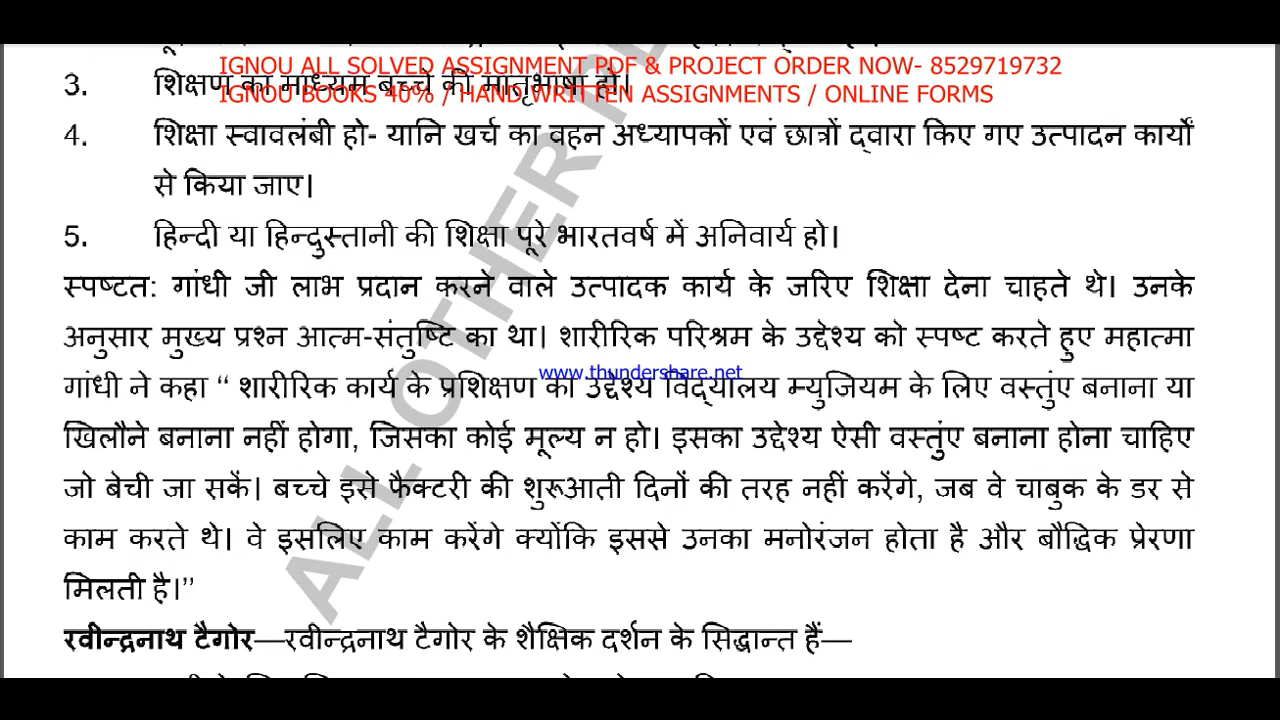 IGNOU ALL SOLVED ASSIGNMENT PDF & PROJECT ORDER NOW- 8529719732
3. शिक्षण का माध्यम बच्चे की मातृभाषा हो।
IGNOU BOOKS 40% / HAND WRITTEN ASSIGNMENTS / ONLINE FORMS
4. शिक्षा स्वावलंबी हो- यानि खर्च का वहन अध्यापकों एवं छात्रों द्वारा किए गए उत्पादन कार्यों
से किया जाए।
5. हिन्दी या हिन्दुस्तानी की शिक्षा पूरे भारतवर्ष में अनिवार्य हो।
स्पष्टत: गांधी जी लाभ प्रदान करने वाले उत्पादक कार्य के जरिए शिक्षा देना चाहते थे। उनके
अनुसार मुख्य प्रश्न आत्म-संतुष्टि का था। शारीरिक परिश्रम के उद्देश्य को स्पष्ट करते हुए महात्मा
www.thundershare.net
गांधी ने कहा “ शारीरिक कार्य के प्रशिक्षण का उद्देश्य विद्यालय म्युजियम के लिए वस्तुंए बनाना या
खिलौने बनाना नहीं होगा, जिसका कोई मूल्य न हो। इसका उद्देश्य ऐसी वस्तुंए बनाना होना चाहिए
जो बेची जा सकें। बच्चे इसे फ़ैक्टरी की शुरूआती दिनों की तरह नहीं करेंगे, जब वे चाबुक के डर से
काम करते थे। वे इसलिए काम करेंगे क्योंकि इससे उनका मनोरंजन होता है और बौद्धिक प्रेरणा
मिलती है।”
रवीन्द्रनाथ टैगोर—रवीन्द्रनाथ टैगोर के शैक्षिक दर्शन के सिद्धान्त हैं—
ALL OTHER